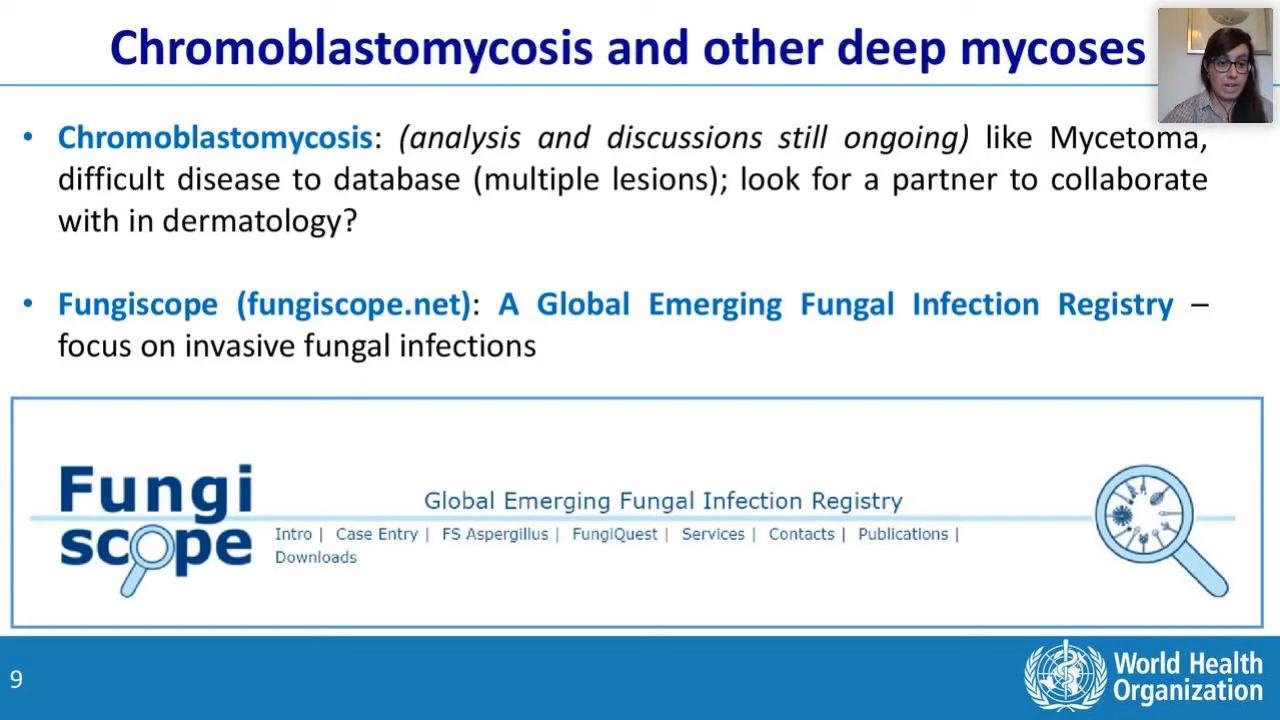 Chromoblastomycosis and other deep mycoses
• Chromoblastomycosis: (analysis and discussions still ongoing) like Mycetoma,
difficult disease to database (multiple lesions); look for a partner to collaborate
with in dermatology?
• Fungiscope (fungiscope.net): A Global Emerging Fungal Infection Registry –
focus on invasive fungal infections
Fungi
scope
Global Emerging Fungal Infection Registry
Intro | Case Entry | FS Aspergillus | FungiQuest | Services | Contacts | Publications |
Downloads
9
World Health
Organization